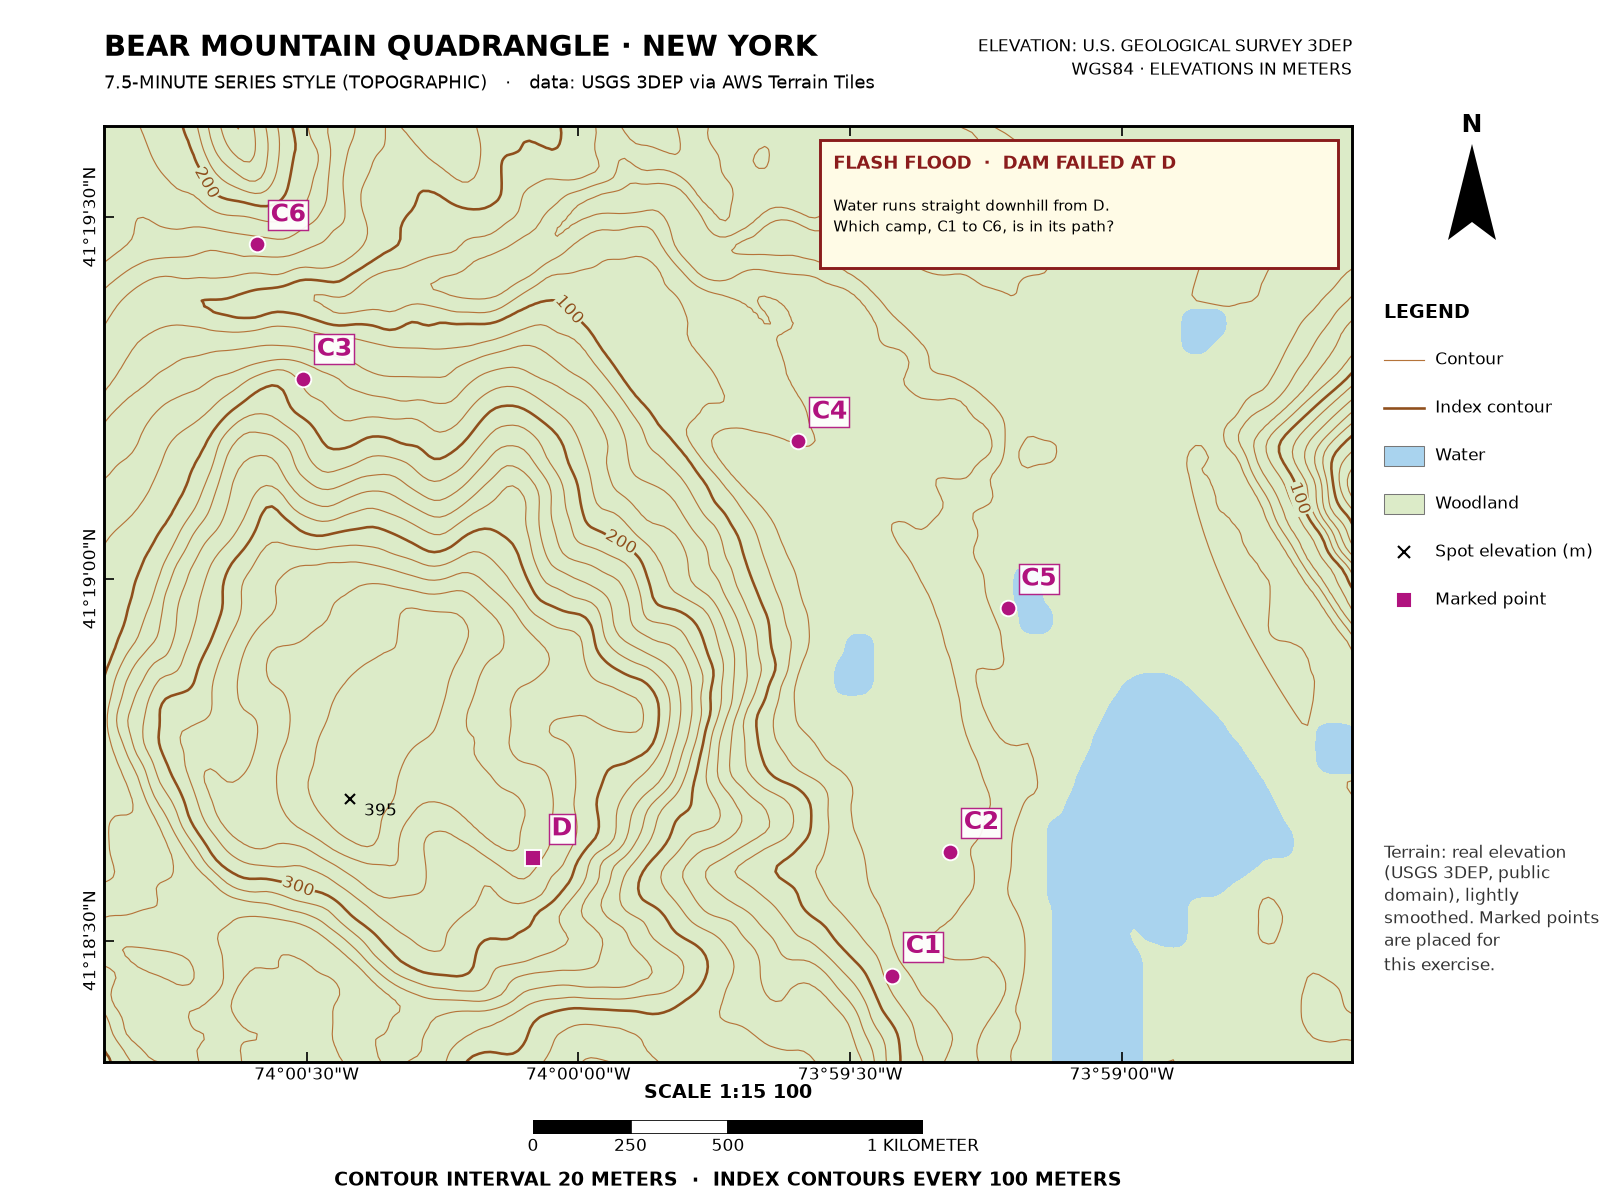 BEAR MOUNTAIN QUADRANGLE · NEW YORK
7.5-MINUTE SERIES STYLE (TOPOGRAPHIC) · data: USGS 3DEP via AWS Terrain Tiles
ELEVATION: U.S. GEOLOGICAL SURVEY 3DEP
WGS84 · ELEVATIONS IN METERS
FLASH FLOOD · DAM FAILED AT D
Water runs straight downhill from D.
Which camp, C1 to C6, is in its path?
N
200
C6
41°19'30"N
100
C3
C4
100
200
41°19'00"N
C5
395
D
C2
300
41°18'30"N
C1
74°00'30"W
74°00'00"W
73°59'30"W
73°59'00"W
LEGEND
Contour
Index contour
Water
Woodland
Spot elevation (m)
Marked point
Terrain: real elevation
(USGS 3DEP, public
domain), lightly
smoothed. Marked points
are placed for
this exercise.
SCALE 1:15 100
0 250 500 1 KILOMETER
CONTOUR INTERVAL 20 METERS · INDEX CONTOURS EVERY 100 METERS